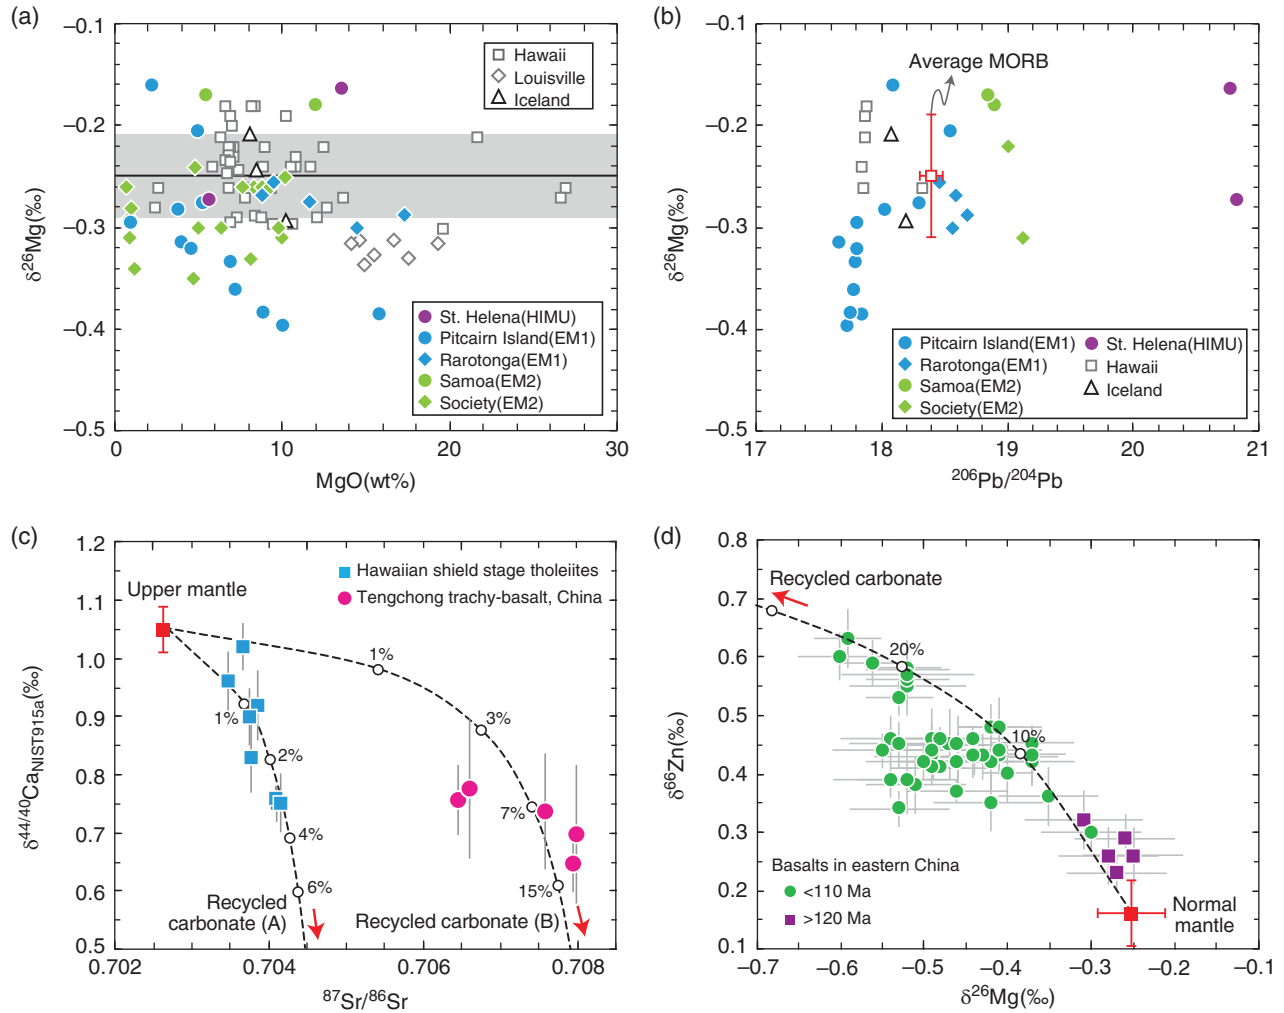 (a)
−0.1
−0.2
−0.3
−0.4
−0.5
δ²⁶Mg(‰)
Hawaii
Louisville
Iceland
St. Helena(HIMU)
Pitcairn Island(EM1)
Rarotonga(EM1)
Samoa(EM2)
Society(EM2)
0 10 20 30
MgO(wt%)
(b)
−0.1
−0.2
−0.3
−0.4
−0.5
δ²⁶Mg(‰)
Average MORB
Pitcairn Island(EM1)
Rarotonga(EM1)
Samoa(EM2)
Society(EM2)
St. Helena(HIMU)
Hawaii
Iceland
17 18 19 20 21
²⁰⁶Pb/²⁰⁴Pb
(c)
1.2
1.1
1.0
0.9
0.8
0.7
0.6
0.5
δ⁴⁴/⁴⁰Ca_NIST915a(‰)
Hawaiian shield stage tholeiites
Tengchong trachy-basalt, China
Upper mantle
1%
3%
7%
15%
1%
2%
4%
6%
Recycled
carbonate (A)
Recycled carbonate (B)
0.702 0.704 0.706 0.708
⁸⁷Sr/⁸⁶Sr
(d)
0.8
0.7
0.6
0.5
0.4
0.3
0.2
0.1
δ⁶⁶Zn(‰)
Recycled carbonate
20%
10%
Basalts in eastern China
<110 Ma
>120 Ma
Normal
mantle
−0.7 −0.6 −0.5 −0.4 −0.3 −0.2 −0.1
δ²⁶Mg(‰)